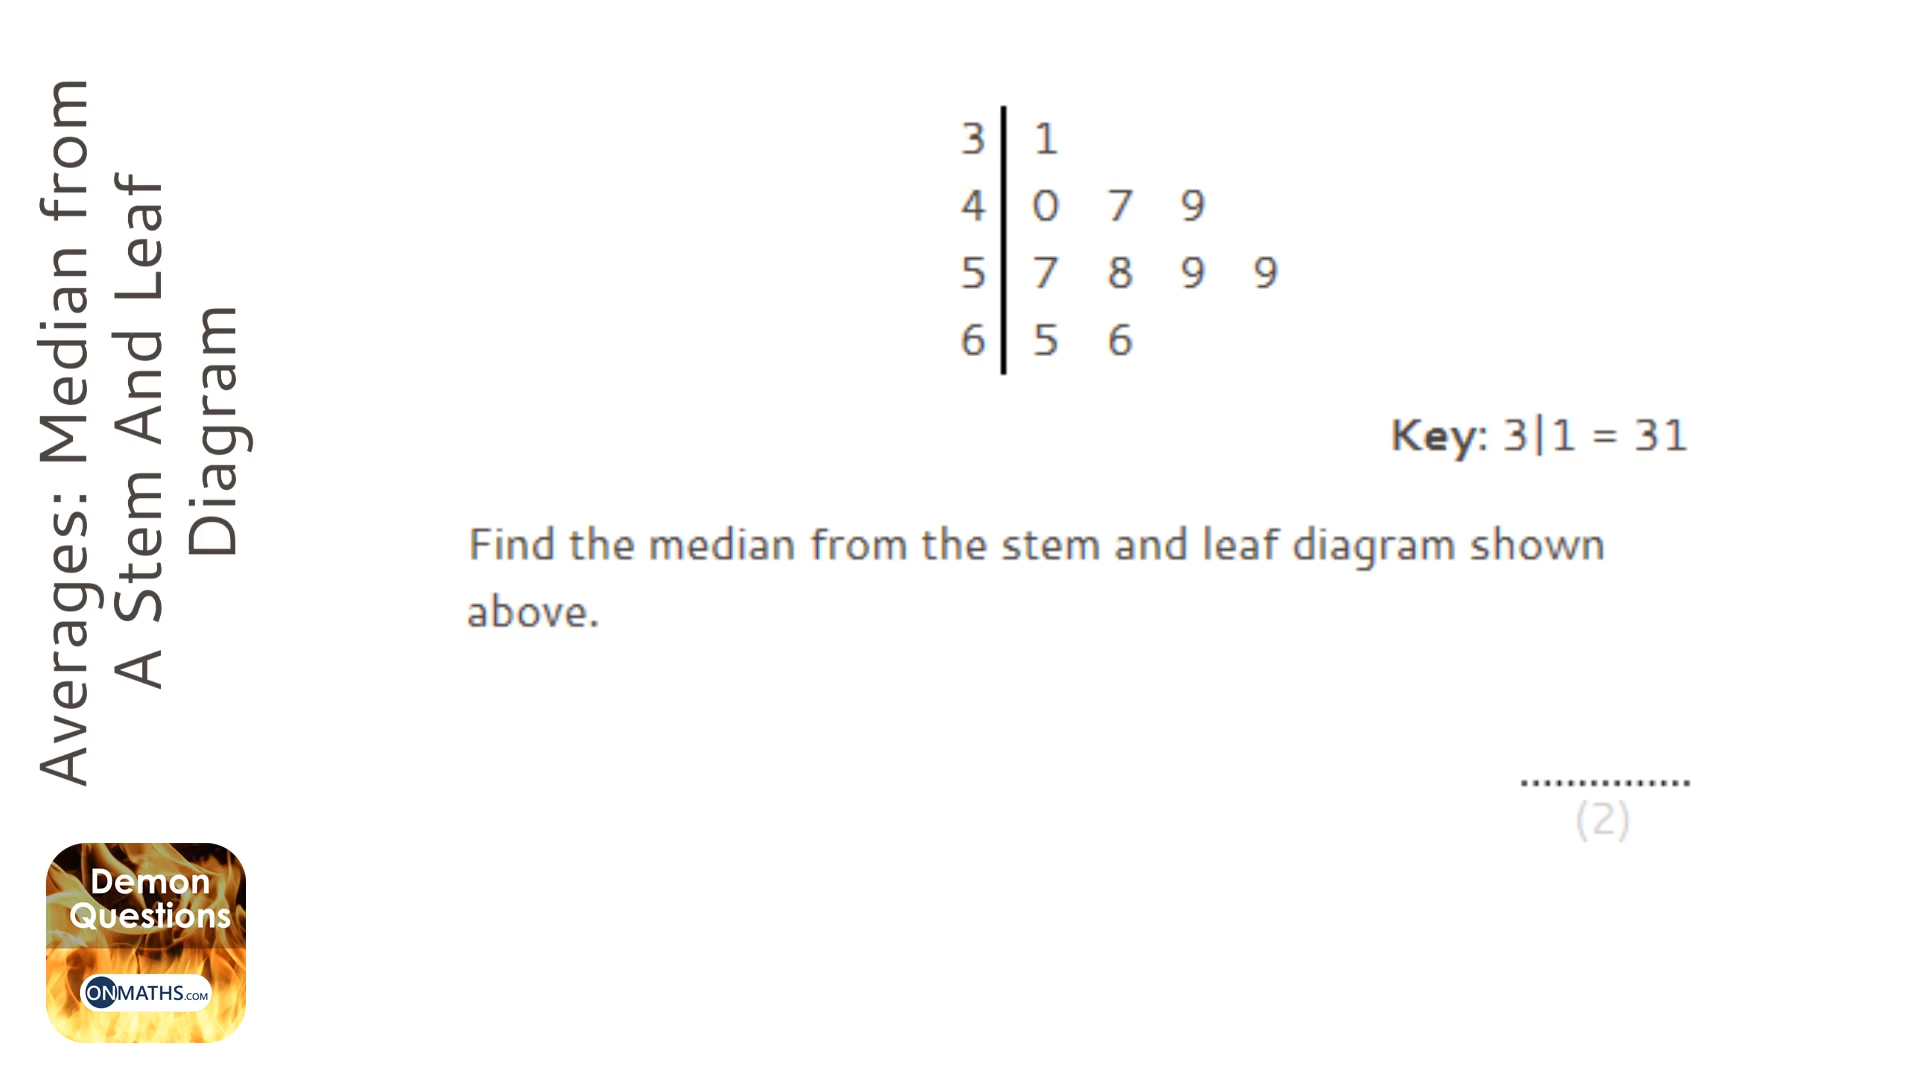 Averages: Median from
A Stem And Leaf
Diagram
3 | 1
4 | 0 7 9
5 | 7 8 9 9
6 | 5 6
Key: 3|1 = 31
Find the median from the stem and leaf diagram shown
above.
...............
(2)
Demon
Questions
ONMATHS.COM